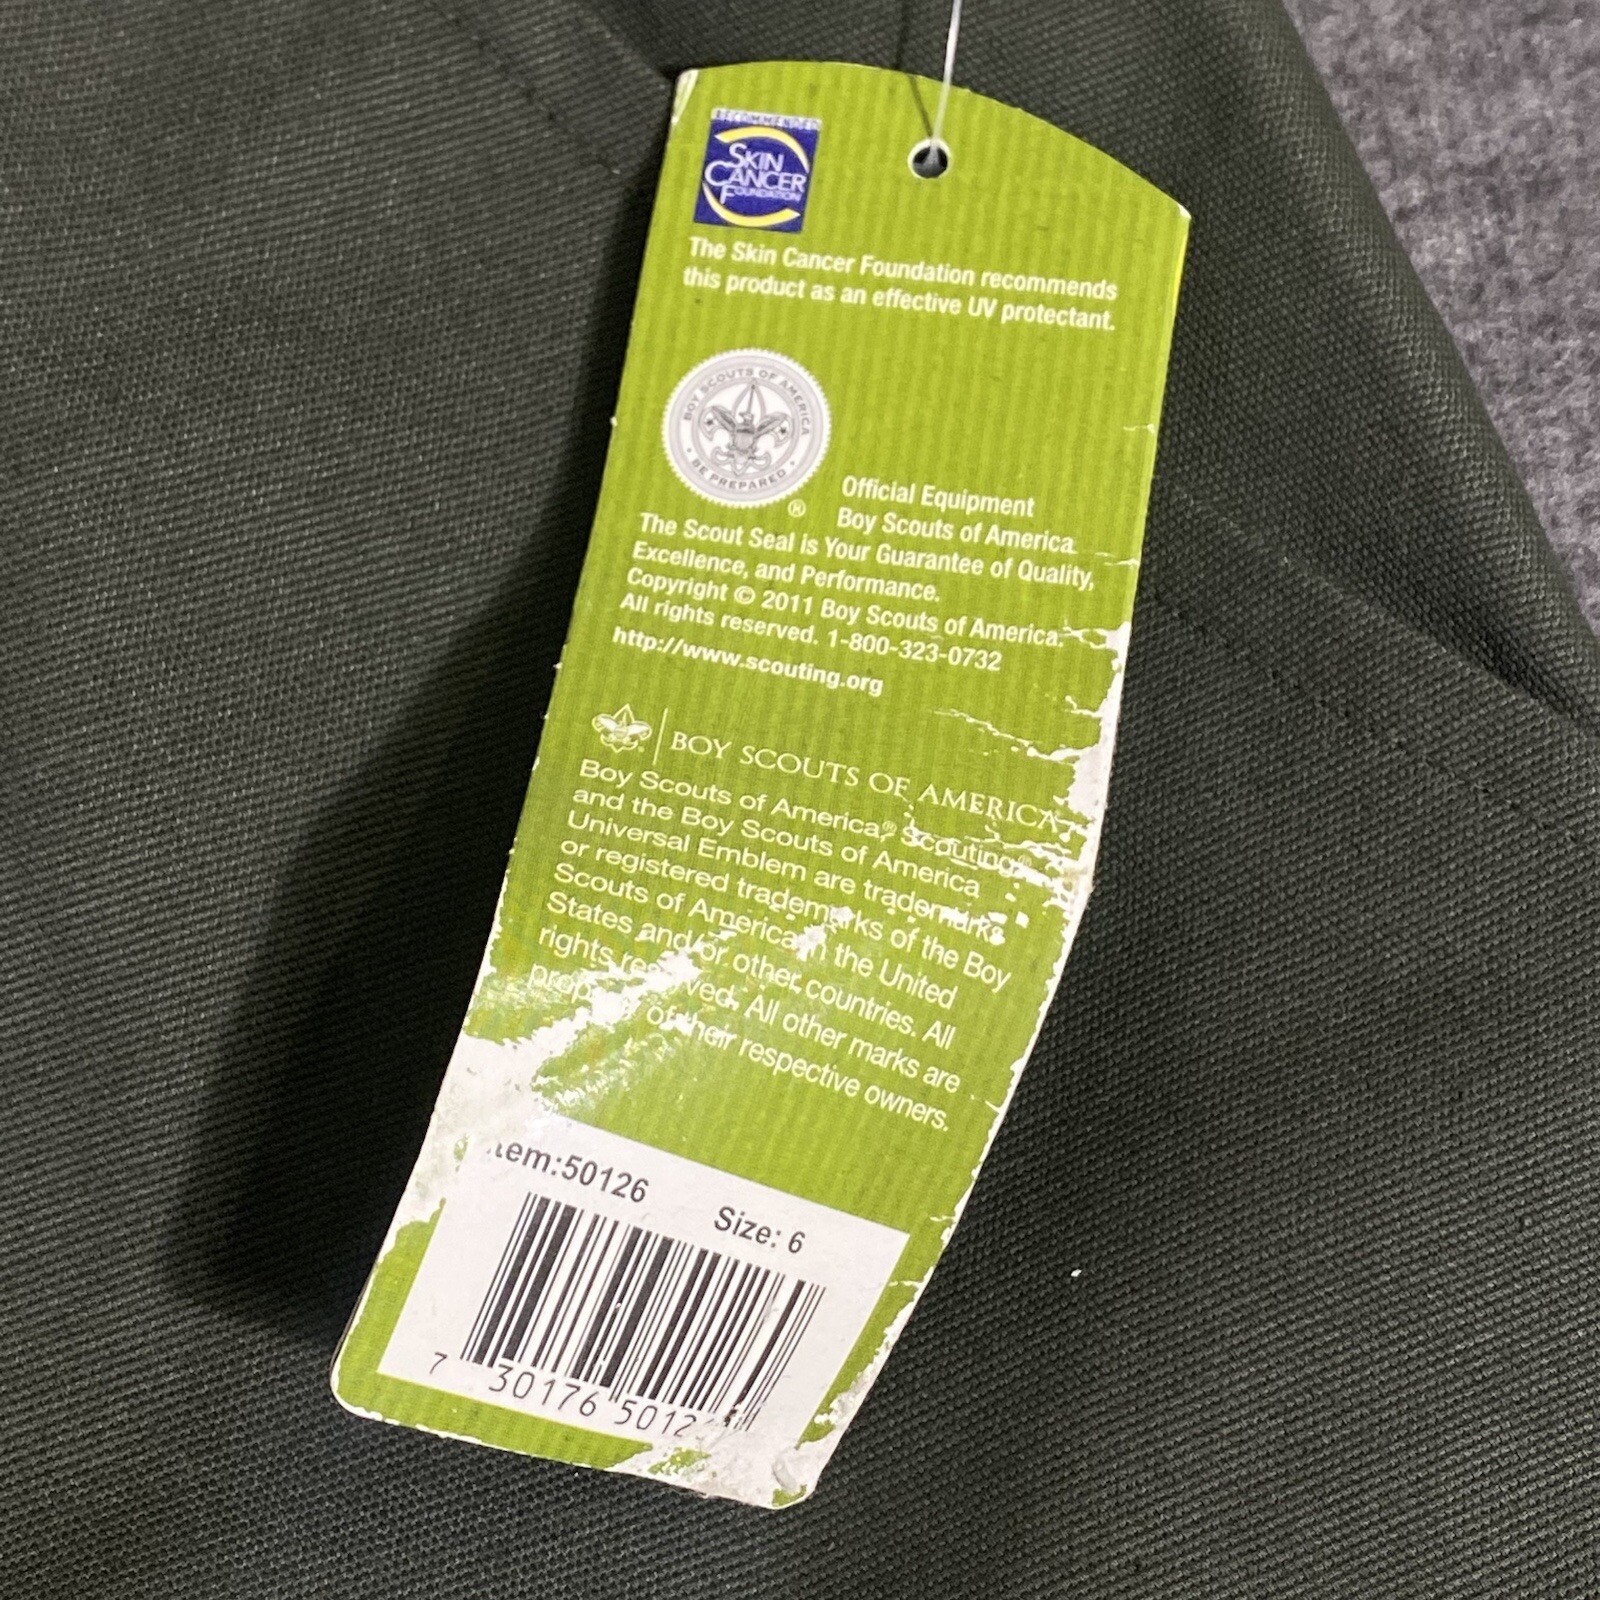 RECOMMENDED
SKIN
CANCER
FOUNDATION
The Skin Cancer Foundation recommends
this product as an effective UV protectant.
BOY SCOUTS OF AMERICA
BE PREPARED
®
Official Equipment
Boy Scouts of America.
The Scout Seal is Your Guarantee of Quality,
Excellence, and Performance.
Copyright © 2011 Boy Scouts of America.
All rights reserved. 1-800-323-0732
http://www.scouting.org
BOY SCOUTS OF AMERICA
Boy Scouts of America,® Scouting®
and the Boy Scouts of America
Universal Emblem are trademarks
or registered trademarks of the Boy
Scouts of America in the United
States and/or other countries. All
rights reserved. All other marks are
of their respective owners.
tem:50126
Size: 6
7 30176 5012